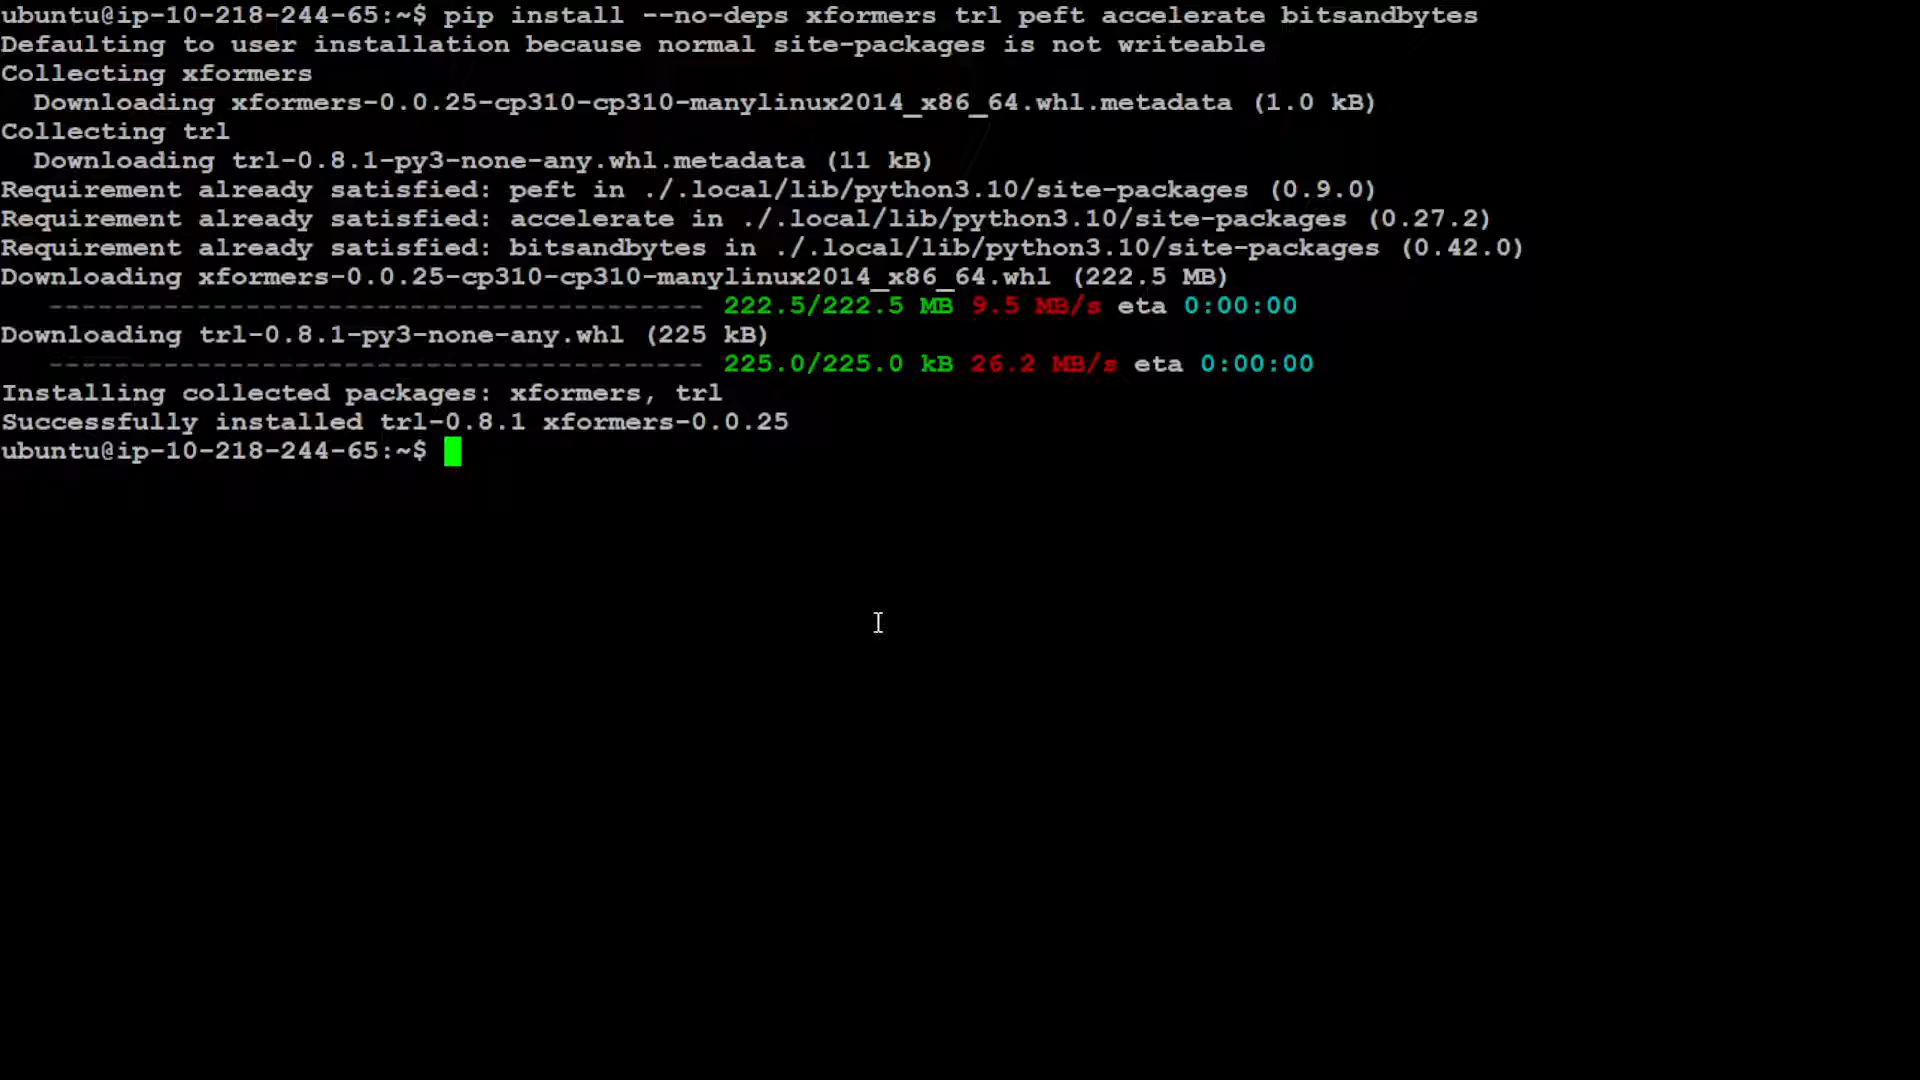 ubuntu@ip-10-218-244-65:~$ pip install --no-deps xformers trl peft accelerate bitsandbytes
Defaulting to user installation because normal site-packages is not writeable
Collecting xformers
  Downloading xformers-0.0.25-cp310-cp310-manylinux2014_x86_64.whl.metadata (1.0 kB)
Collecting trl
  Downloading trl-0.8.1-py3-none-any.whl.metadata (11 kB)
Requirement already satisfied: peft in ./.local/lib/python3.10/site-packages (0.9.0)
Requirement already satisfied: accelerate in ./.local/lib/python3.10/site-packages (0.27.2)
Requirement already satisfied: bitsandbytes in ./.local/lib/python3.10/site-packages (0.42.0)
Downloading xformers-0.0.25-cp310-cp310-manylinux2014_x86_64.whl (222.5 MB)
   ---------------------------------------- 222.5/222.5 MB 9.5 MB/s eta 0:00:00
Downloading trl-0.8.1-py3-none-any.whl (225 kB)
   ---------------------------------------- 225.0/225.0 kB 26.2 MB/s eta 0:00:00
Installing collected packages: xformers, trl
Successfully installed trl-0.8.1 xformers-0.0.25
ubuntu@ip-10-218-244-65:~$